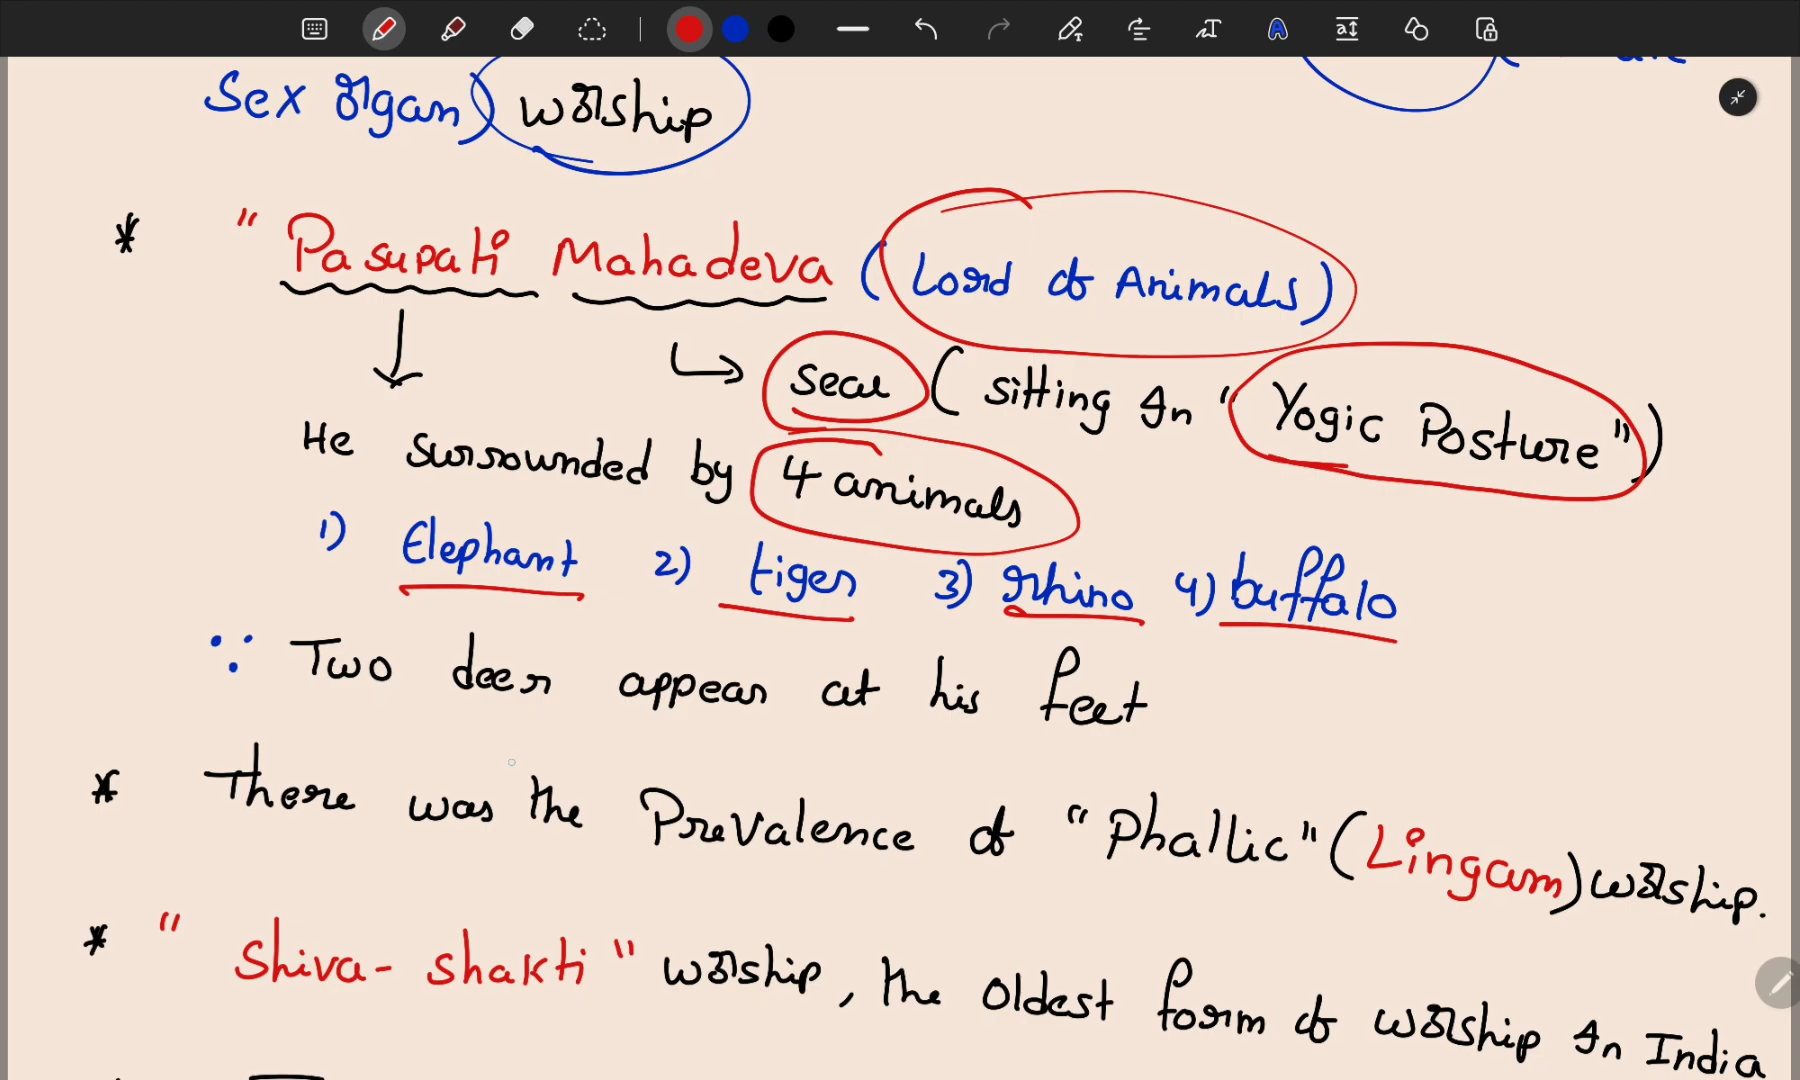 Sex organ) worship
* "Pasupati Mahadeva (Lord of Animals)
↓ ↳ seal (sitting In "Yogic Posture")
He surrounded by 4 animals
1) Elephant 2) tiger 3) rhino 4) buffalo
∵ Two deer appear at his feet
* There was the Prevalence of "Phallic" (Lingam) worship.
* "Shiva-shakti" worship, the oldest form of worship In India